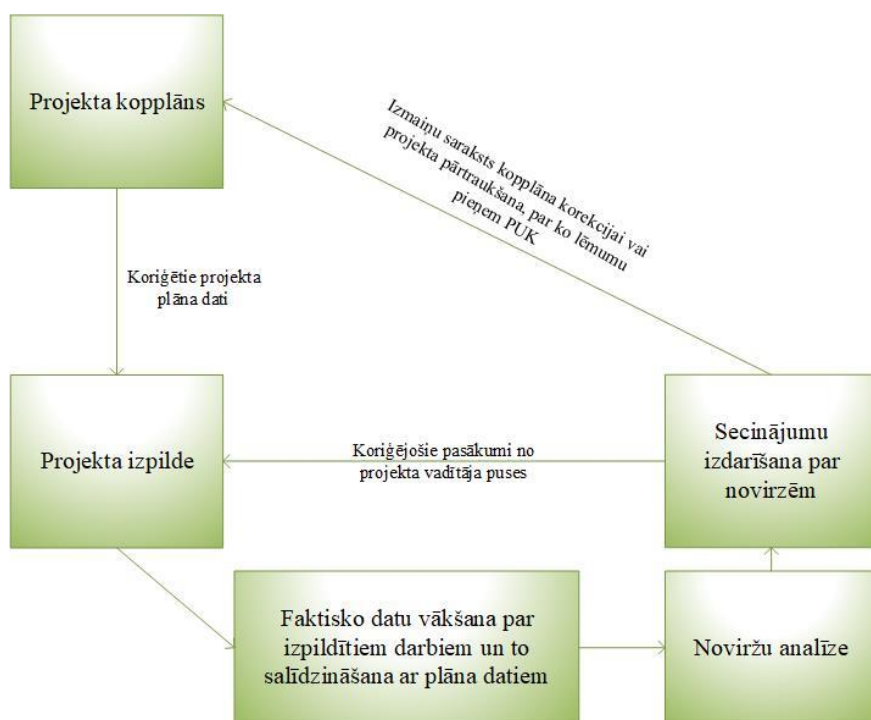 Projekta kopplāns
Izmaiņu saraksts kopplāna korekcijai vai
projekta pārtraukšana, par ko lēmumu
pieņem PUK
Koriģētie projekta
plāna dati
Projekta izpilde
Koriģējošie pasākumi no
projekta vadītāja puses
Secinājumu
izdarīšana par
novirzēm
Faktisko datu vākšana par
izpildītiem darbiem un to
salīdzināšana ar plāna datiem
Noviržu analīze